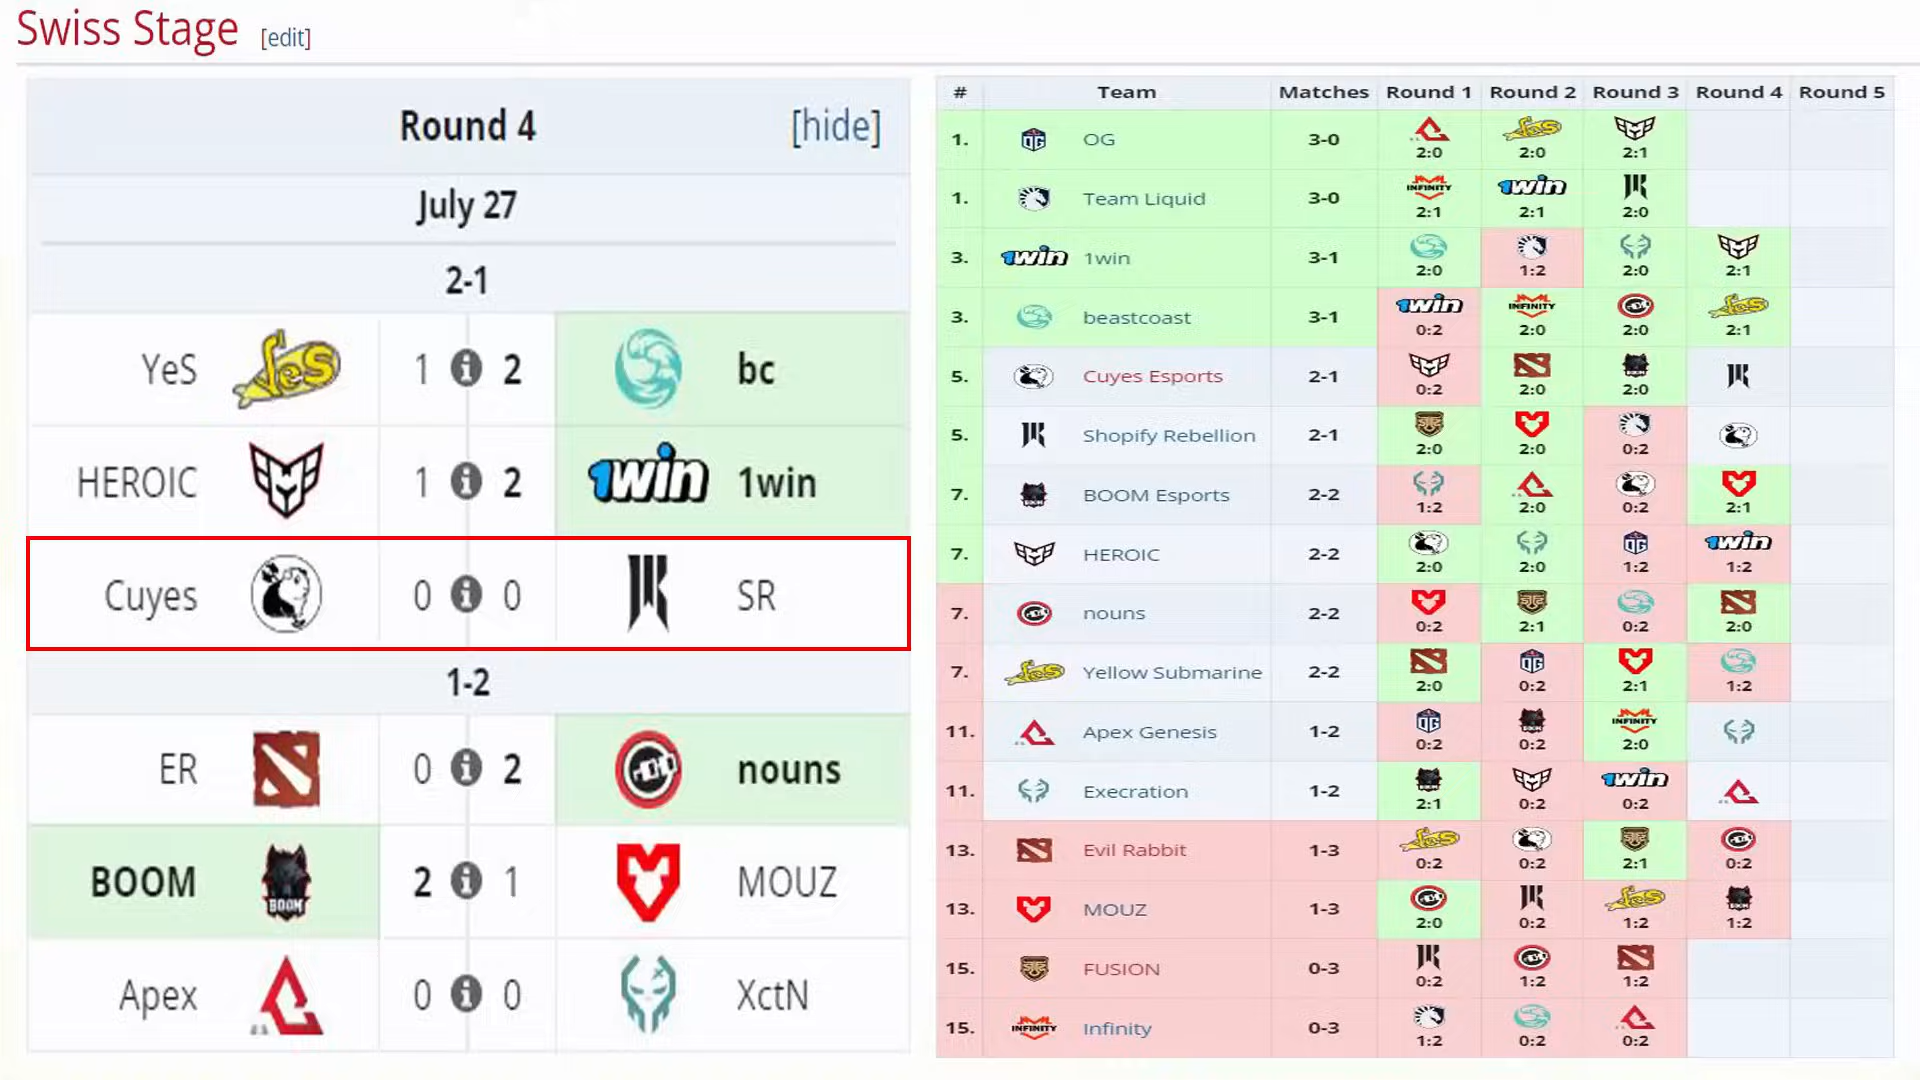 Swiss Stage [edit]
Round 4 [hide]
July 27
2-1
YeS 1 2 bc
HEROIC 1 2 1win
Cuyes 0 0 SR
1-2
ER 0 2 nouns
BOOM 2 1 MOUZ
Apex 0 0 XctN
# Team Matches Round 1 Round 2 Round 3 Round 4 Round 5
1. OG 3-0 2:0 2:0 2:1
1. Team Liquid 3-0 INFINITY 2:1 1win 2:1 2:0
3. 1win 1win 3-1 2:0 1:2 2:0 2:1
3. beastcoast 3-1 1win 0:2 INFINITY 2:0 2:0 2:1
5. Cuyes Esports 2-1 0:2 2:0 2:0
5. Shopify Rebellion 2-1 2:0 2:0 0:2
7. BOOM Esports 2-2 1:2 2:0 0:2 2:1
7. HEROIC 2-2 2:0 2:0 1:2 1win 1:2
7. nouns 2-2 0:2 2:1 0:2 2:0
7. Yellow Submarine 2-2 2:0 0:2 2:1 1:2
11. Apex Genesis 1-2 0:2 0:2 INFINITY 2:0
11. Execration 1-2 2:1 0:2 1win 0:2
13. Evil Rabbit 1-3 0:2 0:2 2:1 0:2
13. MOUZ 1-3 2:0 0:2 1:2 1:2
15. FUSION 0-3 0:2 1:2 1:2
15. INFINITY Infinity 0-3 1:2 0:2 0:2